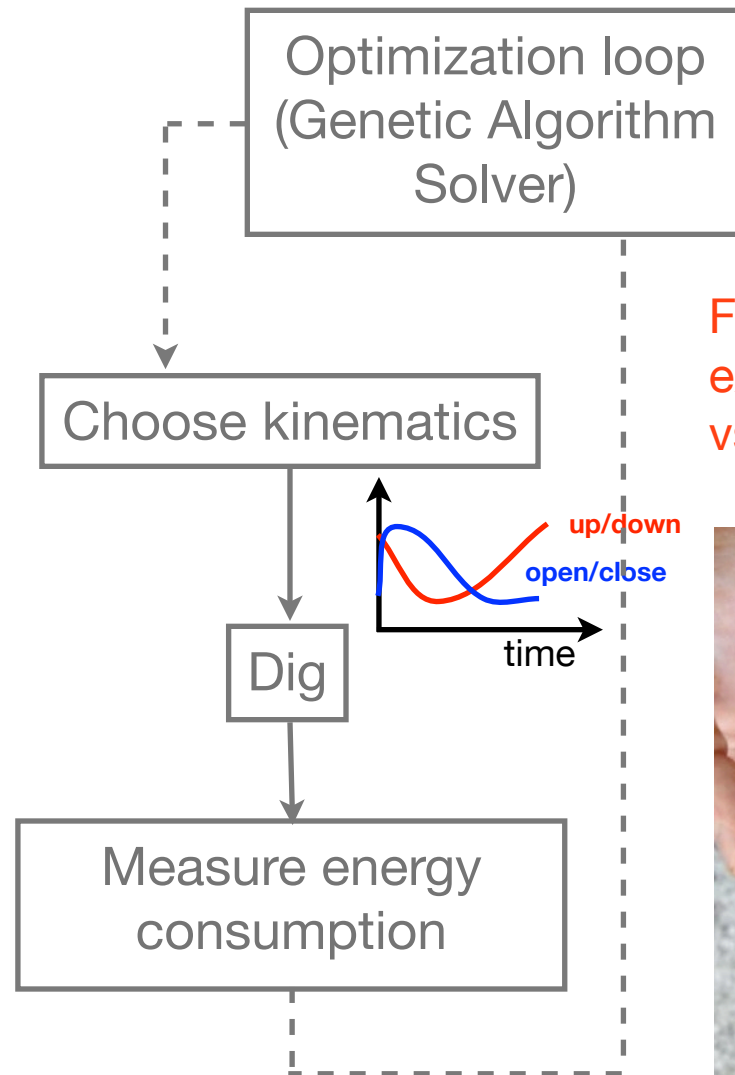 Optimization loop
(Genetic Algorithm
Solver)
Choose kinematics
up/down
open/close
time
Dig
Measure energy
consumption